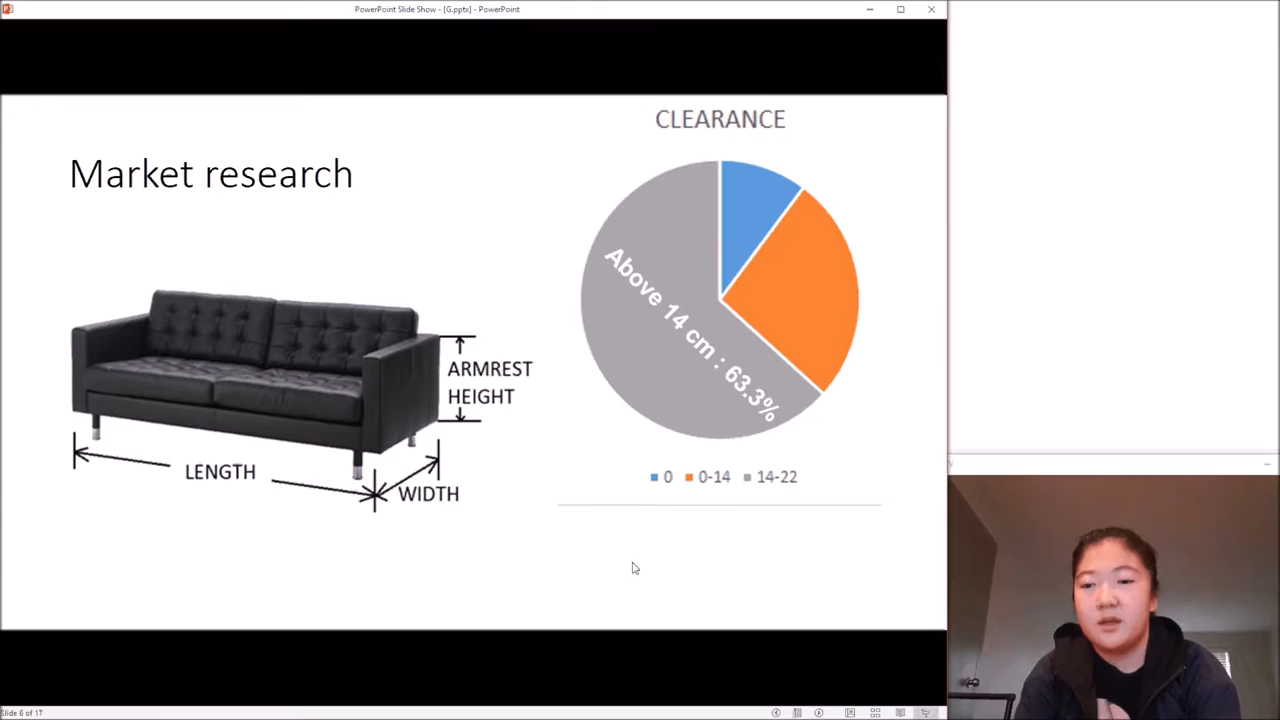 PowerPoint Slide Show - [G.pptx] - PowerPoint
CLEARANCE
Market research
Above 14 cm : 63.3%
ARMREST
HEIGHT
LENGTH
WIDTH
0 0-14 14-22
Slide 6 of 17